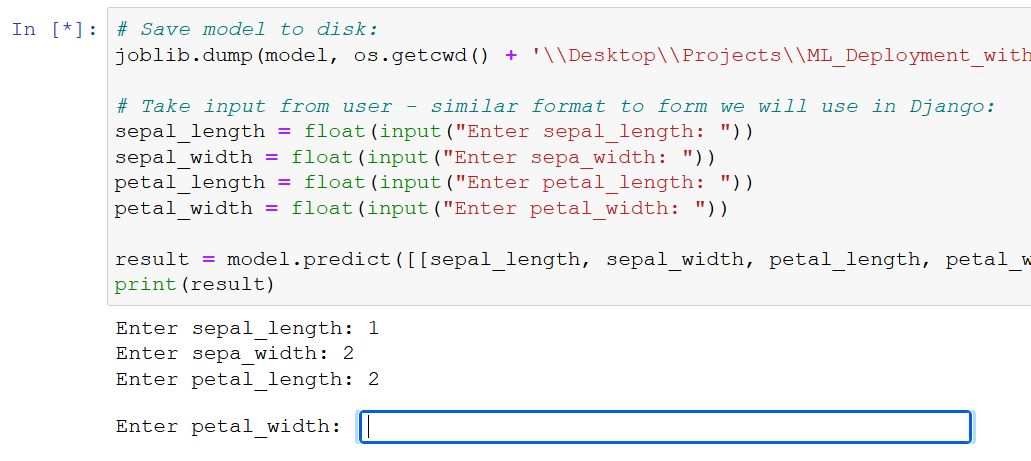 In [*]: # Save model to disk:
joblib.dump(model, os.getcwd() + '\\Desktop\\Projects\\ML_Deployment_with
# Take input from user - similar format to form we will use in Django:
sepal_length = float(input("Enter sepal_length: "))
sepal_width = float(input("Enter sepa_width: "))
petal_length = float(input("Enter petal_length: "))
petal_width = float(input("Enter petal_width: "))
result = model.predict([[sepal_length, sepal_width, petal_length, petal_w
print(result)
Enter sepal_length: 1
Enter sepa_width: 2
Enter petal_length: 2
Enter petal_width: